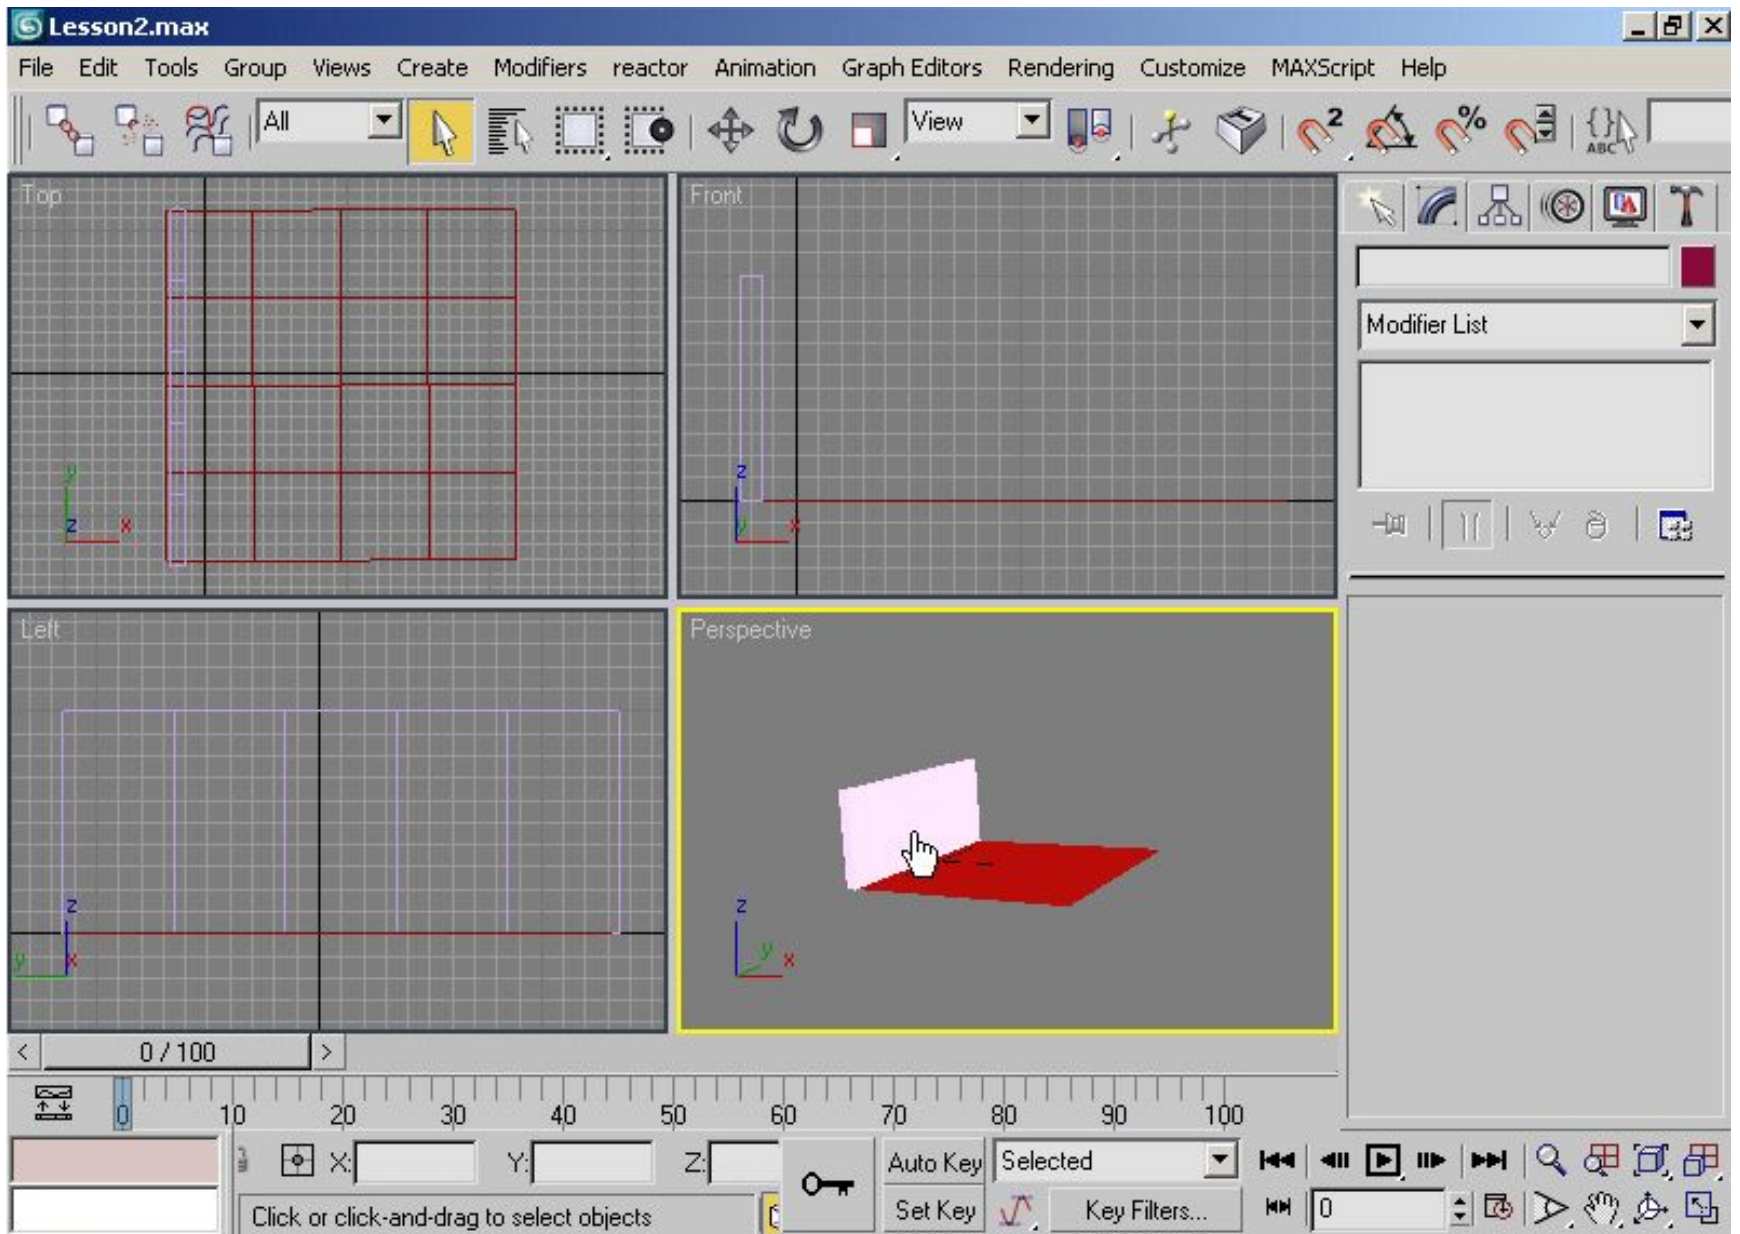 Lesson2.max
File Edit Tools Group Views Create Modifiers reactor Animation Graph Editors Rendering Customize MAXScript Help
All View 2 % {} ABC
Top Front
Modifier List
y
z x
z
y x
Left Perspective
z
y x
z
y x
< 0 / 100 >
0 10 20 30 40 50 60 70 80 90 100
X: Y: Z: Auto Key Selected
Click or click-and-drag to select objects Set Key Key Filters... 0